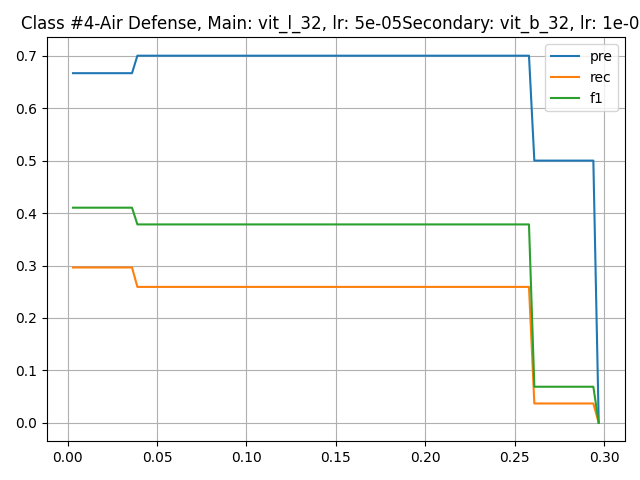 Class #4-Air Defense, Main: vit_l_32, lr: 5e-05Secondary: vit_b_32, lr: 1e-0
pre
rec
f1
0.7
0.6
0.5
0.4
0.3
0.2
0.1
0.0
0.00 0.05 0.10 0.15 0.20 0.25 0.30